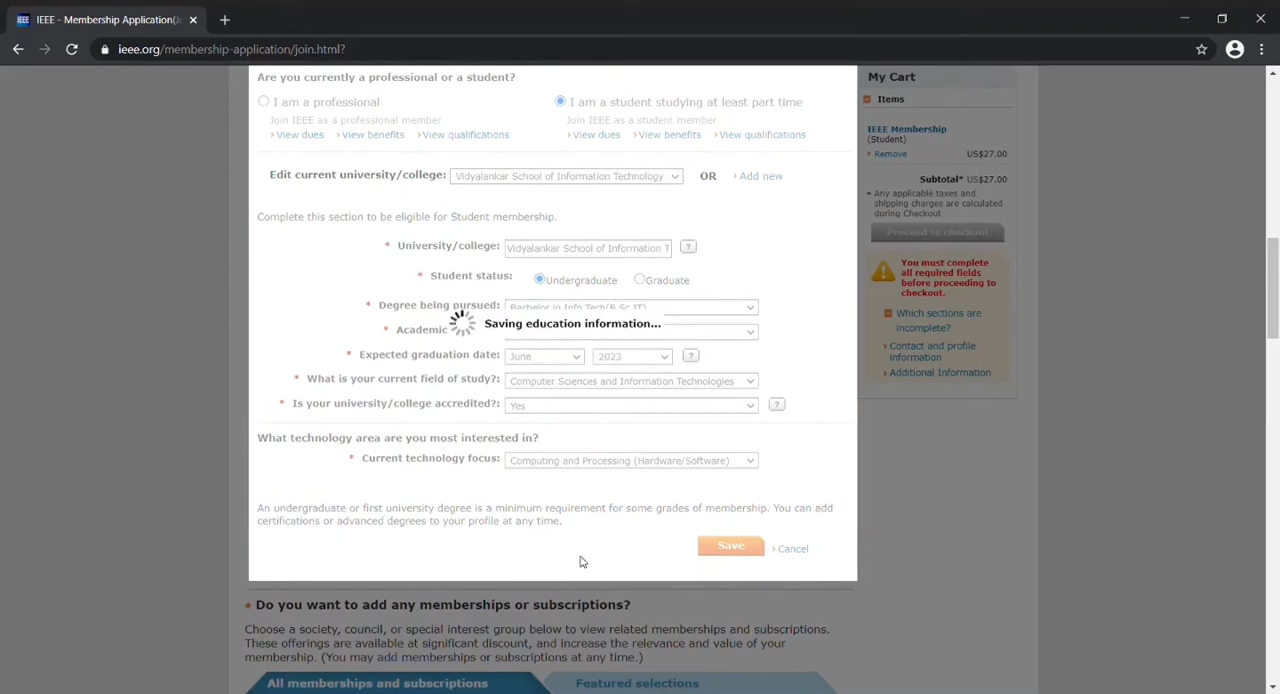 IEEE - Membership Application(J
ieee.org/membership-application/join.html?
Are you currently a professional or a student?
I am a professional
I am a student studying at least part time
Join IEEE as a professional member
Join IEEE as a student member
› View dues › View benefits › View qualifications
› View dues › View benefits › View qualifications
Edit current university/college: Vidyalankar School of Information Technology OR › Add new
Complete this section to be eligible for Student membership.
* University/college: Vidyalankar School of Information T ?
* Student status: Undergraduate Graduate
* Degree being pursued: Bachelor in Info Tech(B.Sc.IT)
* Academic
Saving education information...
* Expected graduation date: June 2023 ?
* What is your current field of study?: Computer Sciences and Information Technologies
* Is your university/college accredited?: Yes ?
What technology area are you most interested in?
* Current technology focus: Computing and Processing (Hardware/Software)
An undergraduate or first university degree is a minimum requirement for some grades of membership. You can add
certifications or advanced degrees to your profile at any time.
Save › Cancel
Do you want to add any memberships or subscriptions?
Choose a society, council, or special interest group below to view related memberships and subscriptions.
These offerings are available at significant discount, and increase the relevance and value of your
membership. (You may add memberships or subscriptions at any time.)
All memberships and subscriptions
Featured selections
My Cart
Items
IEEE Membership
(Student)
› Remove US$27.00
Subtotal* US$27.00
Any applicable taxes and
shipping charges are calculated
during Checkout
Proceed to checkout
You must complete
all required fields
before proceeding to
checkout.
Which sections are
incomplete?
› Contact and profile
information
› Additional Information